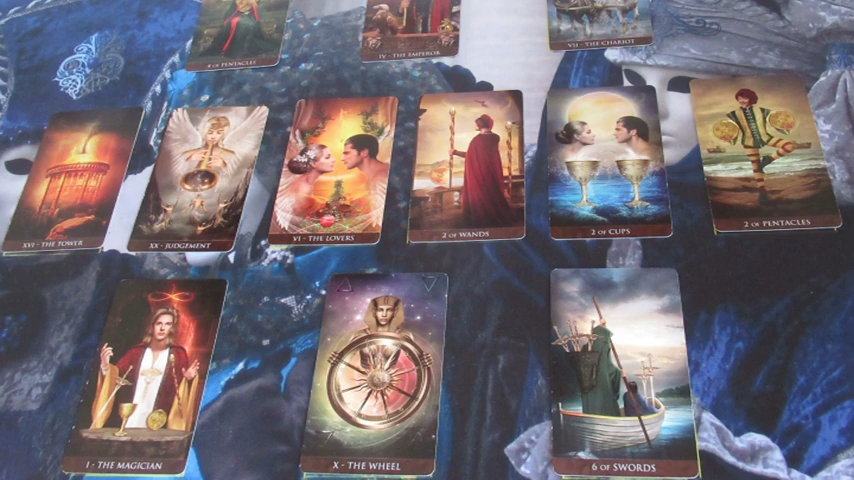 4 OF PENTACLES
IV - THE EMPEROR
VII - THE CHARIOT
XVI - THE TOWER
XX - JUDGEMENT
VI - THE LOVERS
2 OF WANDS
2 OF CUPS
2 OF PENTACLES
I - THE MAGICIAN
X - THE WHEEL
6 OF SWORDS